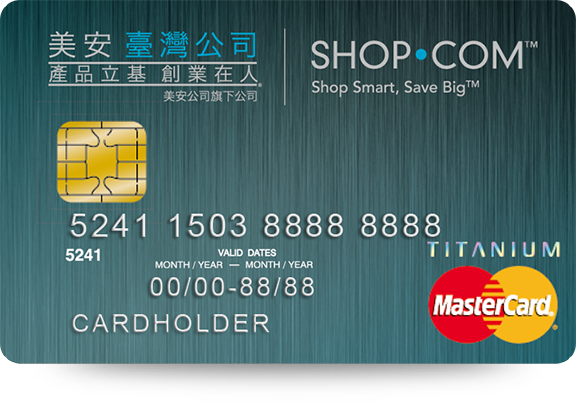 美安 臺灣公司
產品立基 創業在人®
美安公司旗下公司
SHOP•COM™
Shop Smart, Save Big™
5241 1503 8888 8888
5241
VALID DATES
MONTH / YEAR — MONTH / YEAR
00/00-88/88
CARDHOLDER
TITANIUM
MasterCard®